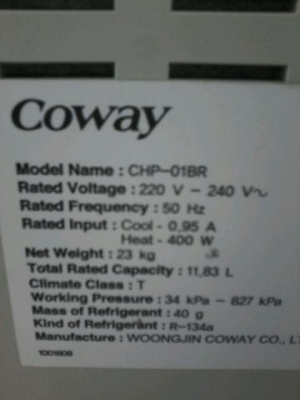 Coway
Model Name : CHP-01BR
Rated Voltage : 220 V - 240 V~
Rated Frequency : 50 Hz
Rated Input : Cool - 0,95 A
Heat - 400 W
Net Weight : 23 kg
Total Rated Capacity : 11,83 L
Climate Class : T
Working Pressure : 34 kPa - 827 kPa
Mass of Refrigerant : 40 g
Kind of Refrigerant : R-134a
Manufacture : WOONGJIN COWAY CO.,
1001609